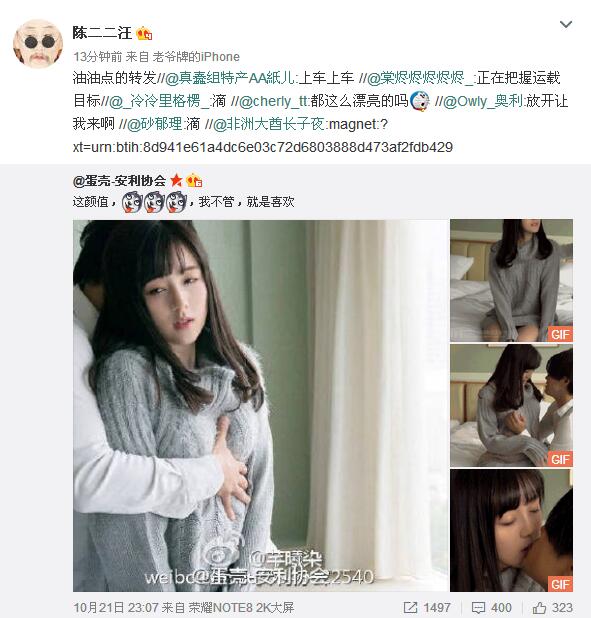 陈二二汪
13分钟前 来自 老爷牌的iPhone
油油点的转发//@真蠢组特产AA紙儿:上车上车 //@棠烬烬烬烬烬_:正在把握运载
目标//@_泠泠里格楞_:滴 //@cherly_tt:都这么漂亮的吗 //@Owly_奥利:放开让
我来啊 //@砂郁理:滴 //@非洲大酋长子夜:magnet:?
xt=urn:btih:8d941e61a4dc6e03c72d6803888d473af2fdb429
@蛋壳-安利协会
这颜值，，我不管，就是喜欢
GIF
GIF
GIF
weibo@蛋壳-安利协会2540
10月21日 23:07 来自 荣耀NOTE8 2K大屏
1497
400
323